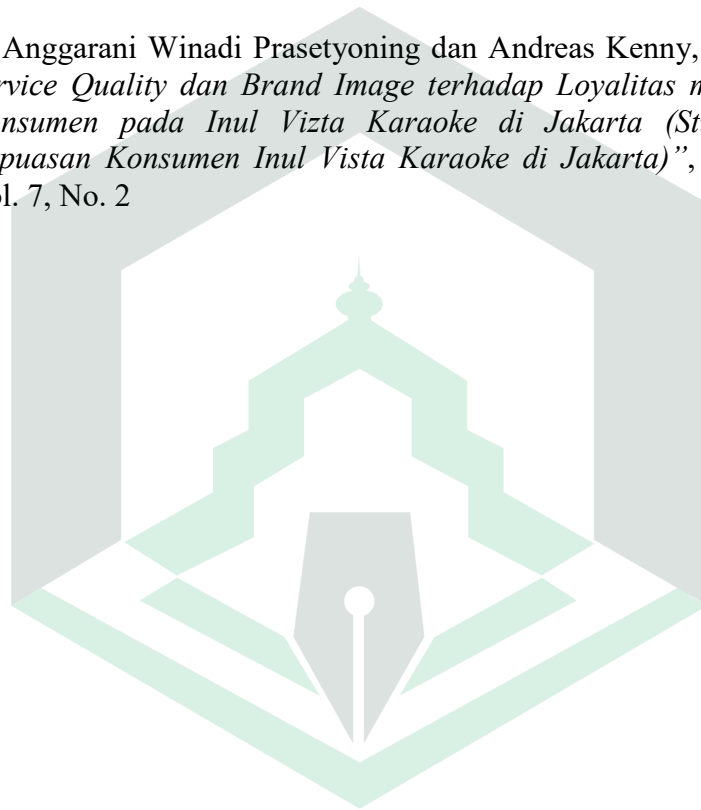 Anggarani Winadi Prasetyoning dan Andreas Kenny,
rvice Quality dan Brand Image terhadap Loyalitas m
onsumen pada Inul Vizta Karaoke di Jakarta (St
puasan Konsumen Inul Vista Karaoke di Jakarta)”,
l. 7, No. 2